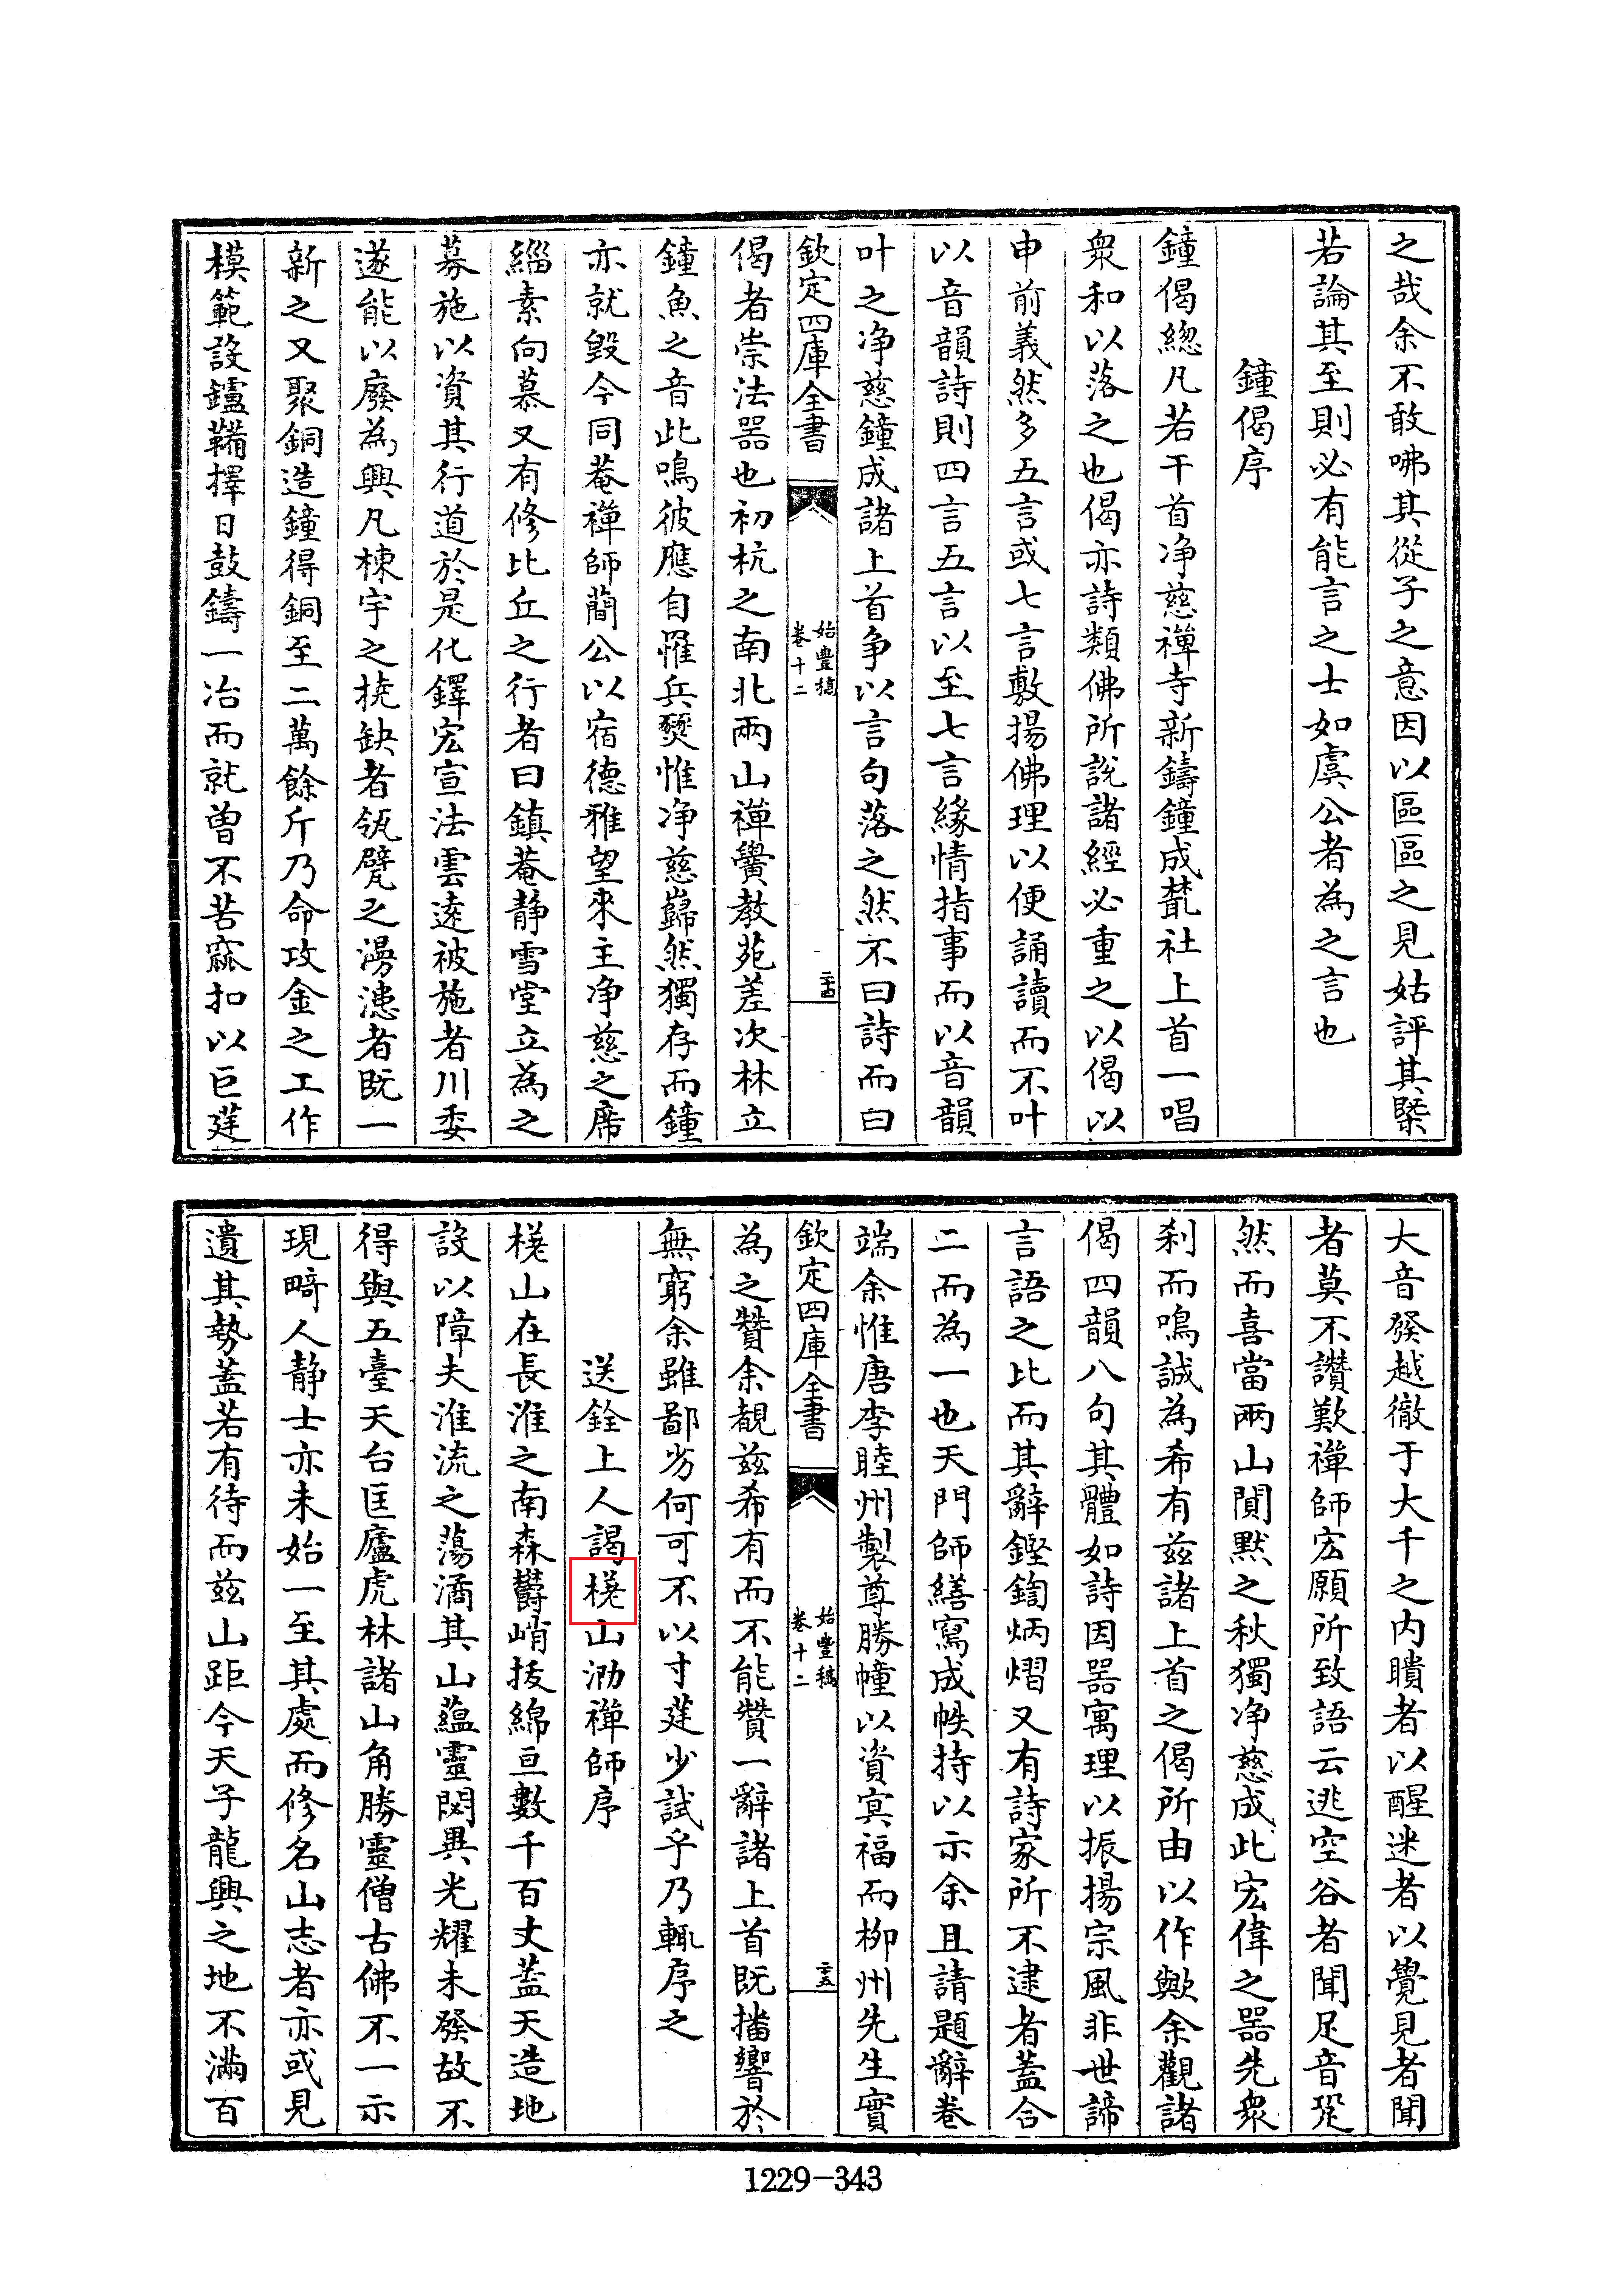 之哉余不敢咈其從子之意因以區區之見姑評其槩
若論其至則必有能言之士如虞公者為之言也
鐘偈序
鐘偈總凡若干首净慈禪寺新鑄鐘成藂社上首一唱
衆和以落之也偈亦詩類佛所說諸經必重之以偈以
申前義然多五言或七言敷揚佛理以便誦讀而不叶
以音韻詩則四言五言以至七言緣情指事而以音韻
叶之净慈鐘成諸上首争以言句落之然不曰詩而曰
欽定四庫全書
始豐稿
卷十二
二十四
偈者崇法器也初杭之南北兩山禪黌教苑差次林立
鐘魚之音此鳴彼應自罹兵燹惟净慈巋然獨存而鐘
亦就毀今同菴禪師簡公以宿德雅望來主净慈之席
緇素向慕又有修比丘之行者曰鎮菴静雪堂立為之
募施以資其行道於是化鐸宏宣法雲遠被施者川委
遂能以廢為興凡棟宇之撓缺者瓴甓之漫漶者既一
新之又聚銅造鐘得銅至二萬餘斤乃命攻金之工作
模範設鑪鞴擇日鼓鑄一冶而就曾不苦窳扣以巨莛
大音發越徹于大千之内聵者以醒迷者以覺見者聞
者莫不讚歎禪師宏願所致語云逃空谷者聞足音跫
然而喜當兩山閴默之秋獨净慈成此宏偉之器先衆
刹而鳴誠為希有兹諸上首之偈所由以作歟余觀諸
偈四韻八句其體如詩因器寓理以振揚宗風非世諦
言語之比而其辭鏗鍧炳熠又有詩家所不逮者蓋合
二而為一也天門師繕寫成帙持以示余且請題辭卷
端余惟唐李睦州製尊勝幢以資冥福而柳州先生實
欽定四庫全書
始豐稿
卷十二
二十五
為之贊余覩兹希有而不能贊一辭諸上首既播響於
無窮余雖鄙劣何可不以寸莛少試乎乃輒序之
送銓上人謁槎山泐禪師序
槎山在長淮之南森欝峭拔綿亘數千百丈蓋天造地
設以障夫淮流之蕩潏其山蘊靈閟異光耀未發故不
得與五臺天台匡廬虎林諸山角勝靈僧古佛不一示
現畸人静士亦未始一至其處而修名山志者亦或見
遺其勢蓋若有待而兹山距今天子龍興之地不滿百
1229-343